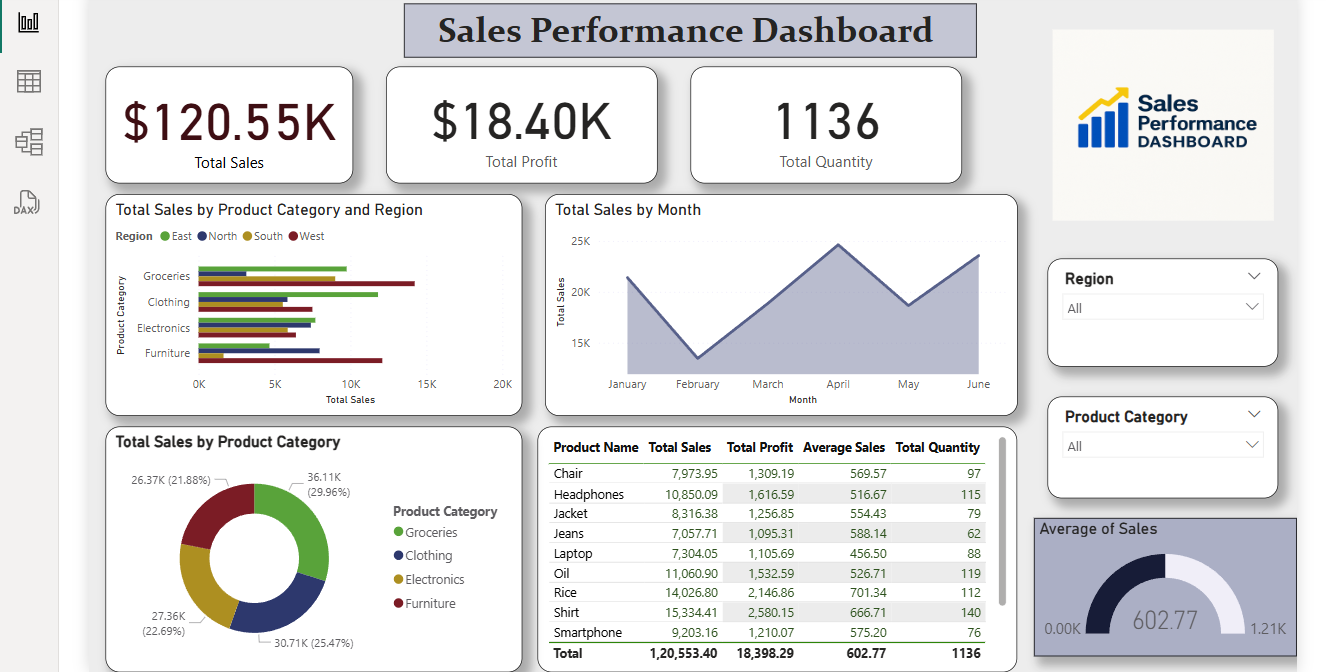 Sales Performance Dashboard
$120.55K
Total Sales
$18.40K
Total Profit
1136
Total Quantity
Sales
Performance
DASHBOARD
DAX
Total Sales by Product Category and Region
Region East North South West
Product Category
Groceries
Clothing
Electronics
Furniture
0K 5K 10K 15K 20K
Total Sales
Total Sales by Month
Total Sales
25K
20K
15K
January February March April May June
Month
Region
All
Product Category
All
Total Sales by Product Category
26.37K (21.88%)
36.11K
(29.96%)
27.36K
(22.69%)
30.71K (25.47%)
Product Category
Groceries
Clothing
Electronics
Furniture
Product Name Total Sales Total Profit Average Sales Total Quantity
Chair 7,973.95 1,309.19 569.57 97
Headphones 10,850.09 1,616.59 516.67 115
Jacket 8,316.38 1,256.85 554.43 79
Jeans 7,057.71 1,095.31 588.14 62
Laptop 7,304.05 1,105.69 456.50 88
Oil 11,060.90 1,532.59 526.71 119
Rice 14,026.80 2,146.86 701.34 112
Shirt 15,334.41 2,580.15 666.71 140
Smartphone 9,203.16 1,210.07 575.20 76
Total 1,20,553.40 18,398.29 602.77 1136
Average of Sales
0.00K 602.77 1.21K